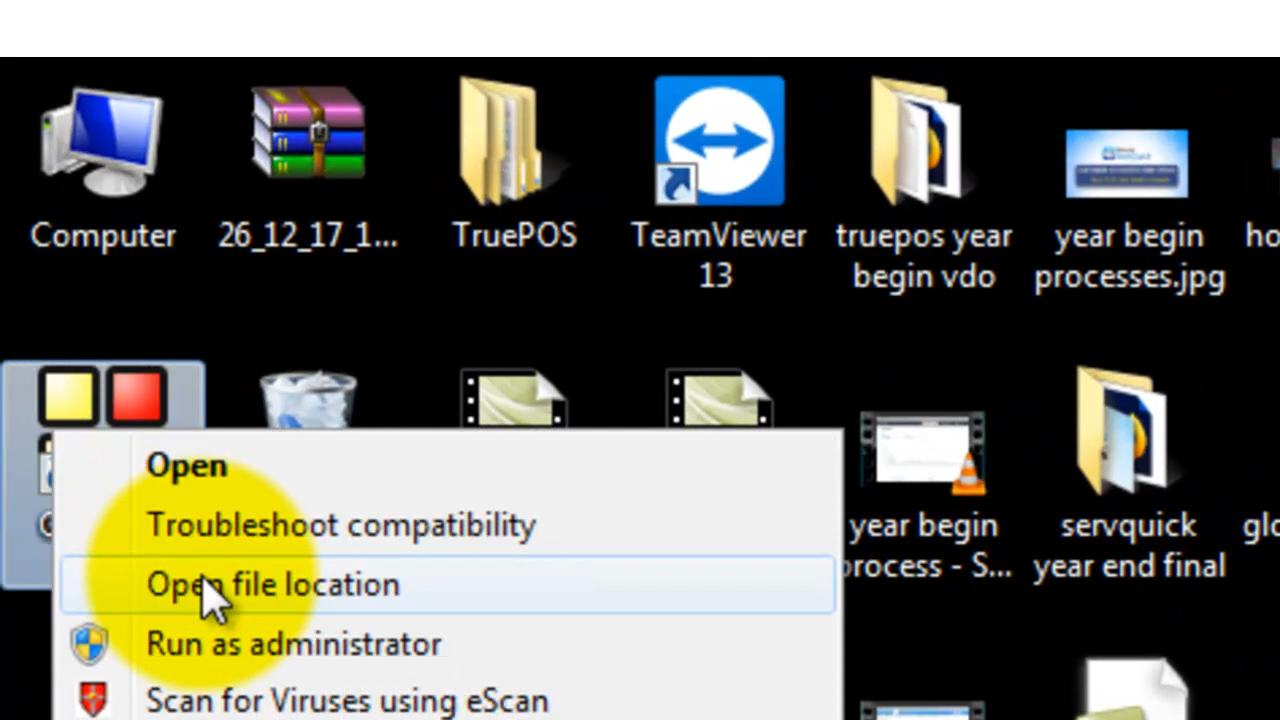 Computer
26_12_17_1...
TruePOS
TeamViewer
13
truepos year
begin vdo
year begin
processes.jpg
Open
Troubleshoot compatibility
Open file location
Run as administrator
Scan for Viruses using eScan
year begin
process - S...
servquick
year end final